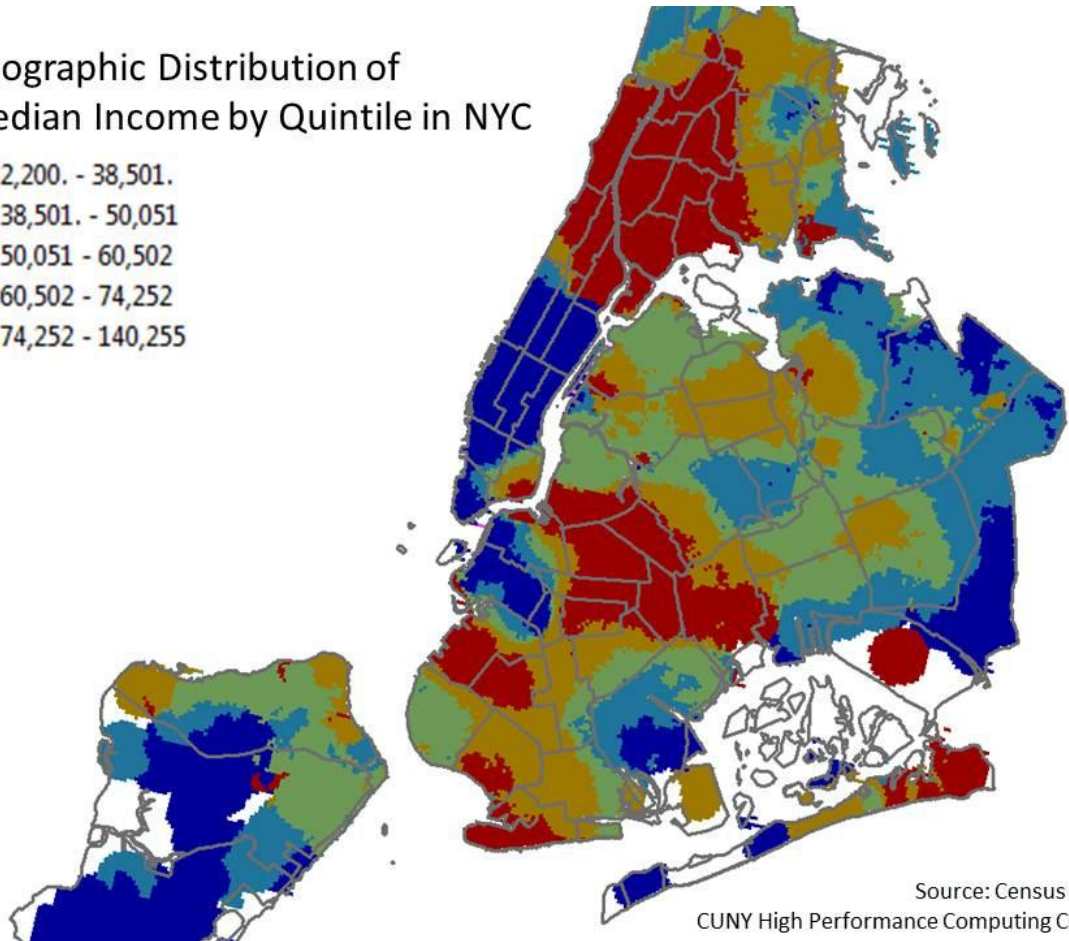 ographic Distribution of
edian Income by Quintile in NYC
2,200. - 38,501.
38,501. - 50,051
50,051 - 60,502
60,502 - 74,252
74,252 - 140,255
Source: Census
CUNY High Performance Computing C